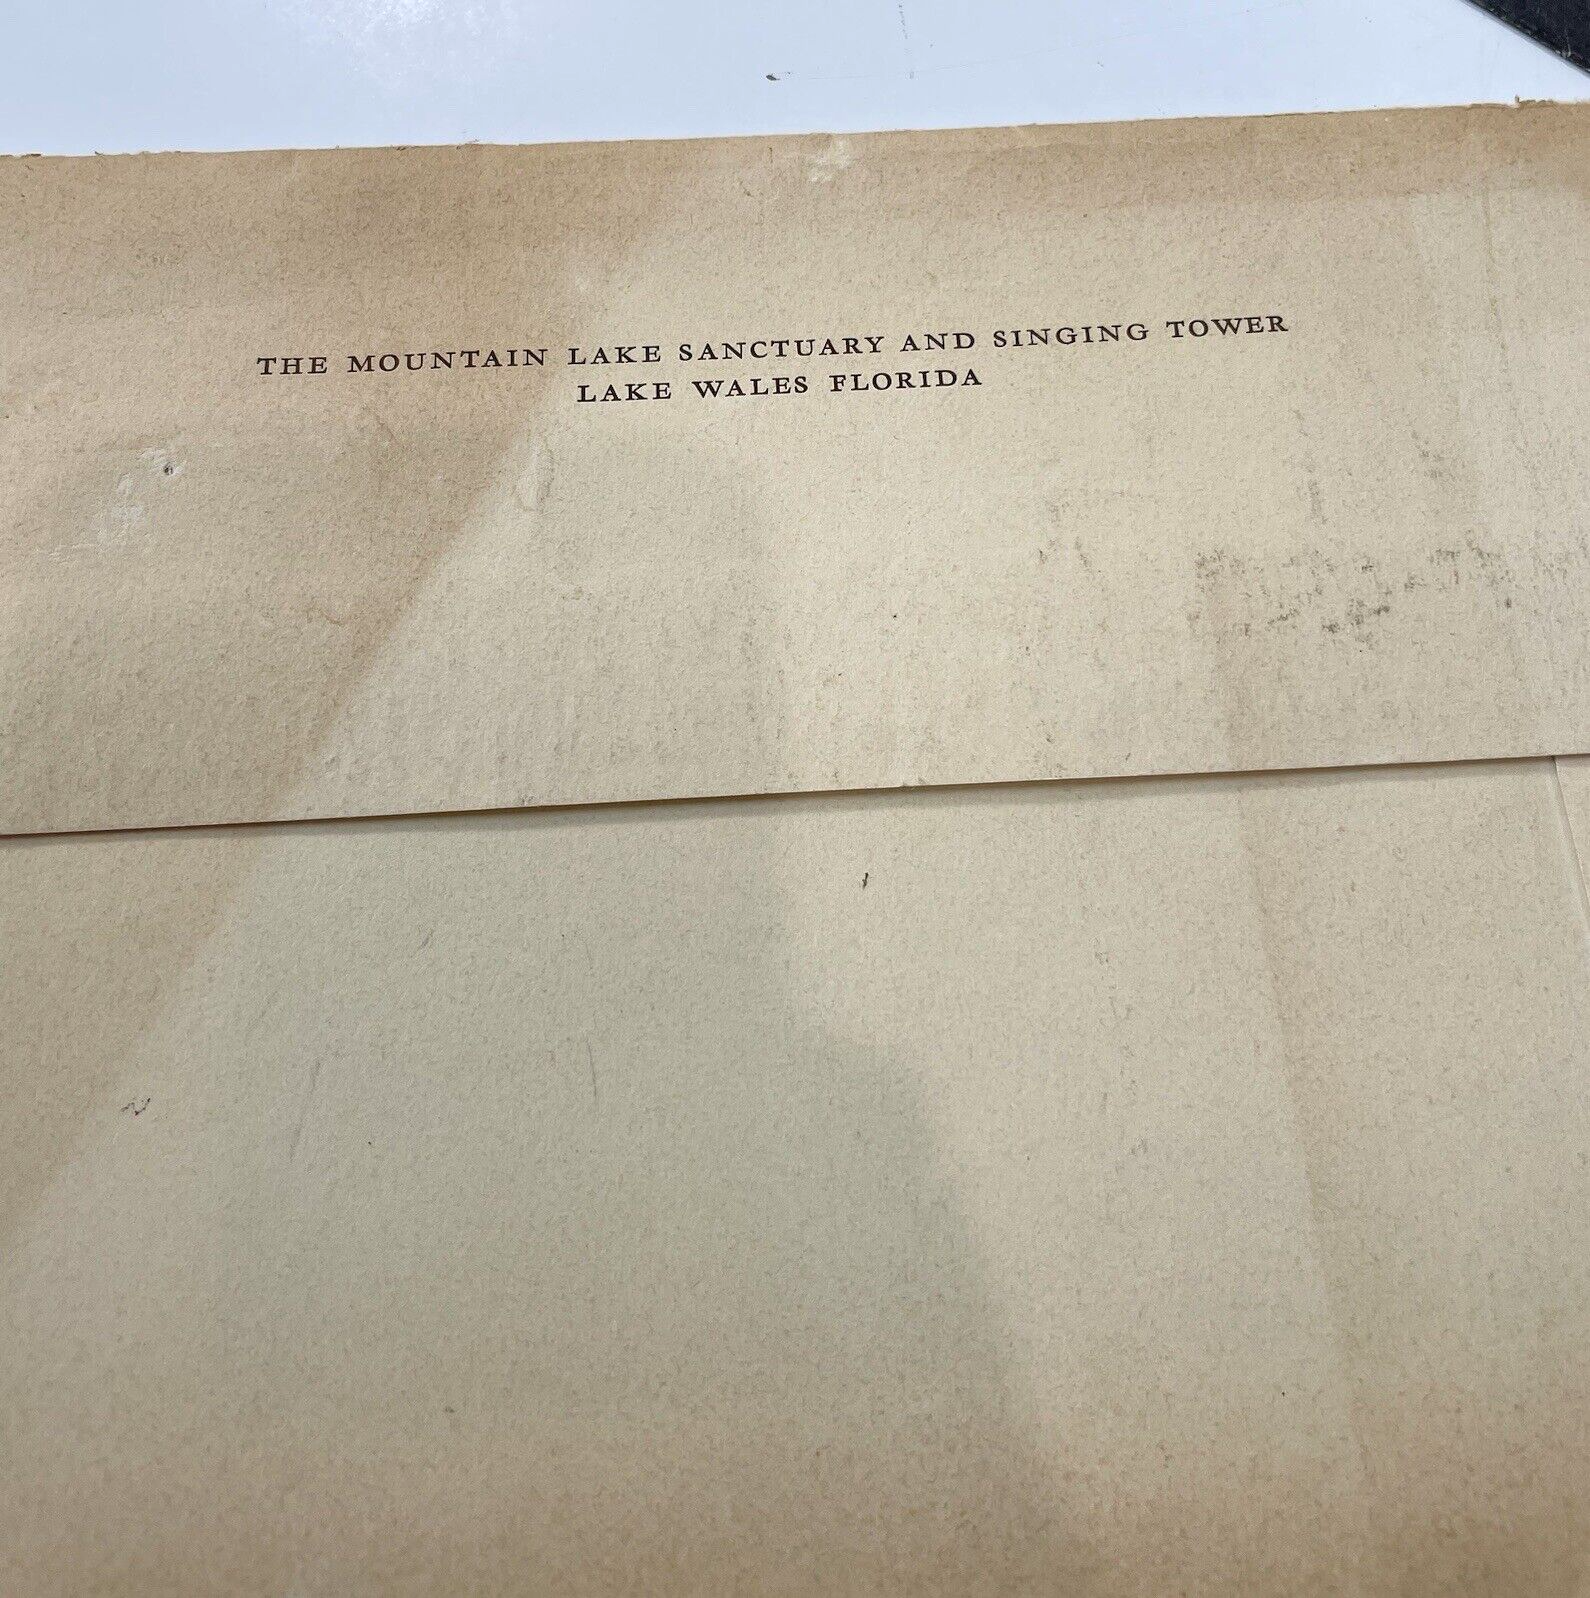 THE MOUNTAIN LAKE SANCTUARY AND SINGING TOWER
LAKE WALES FLORIDA